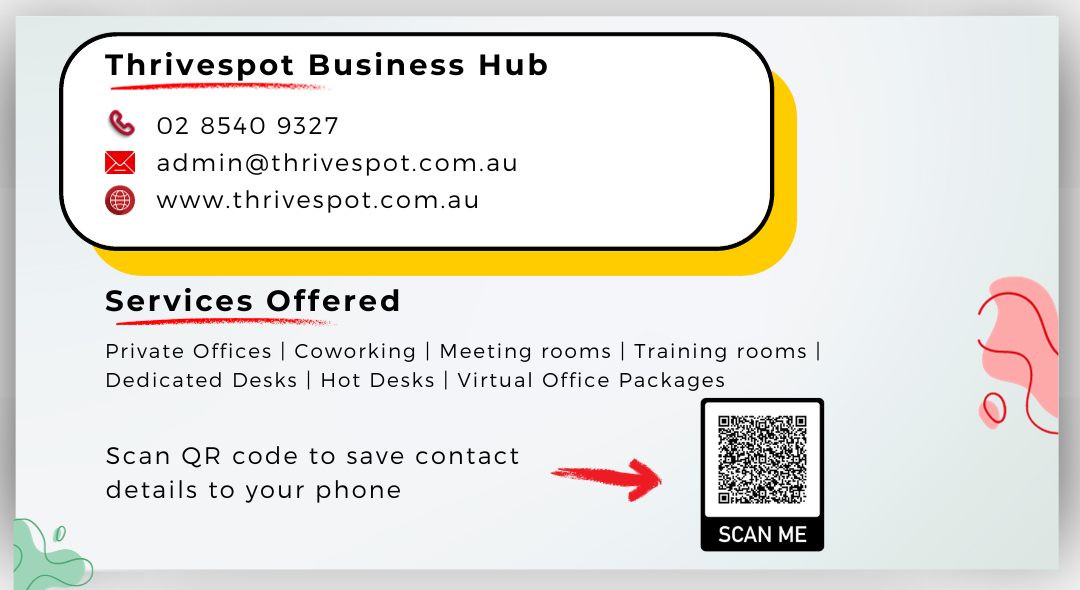 Thrivespot Business Hub
02 8540 9327
admin@thrivespot.com.au
www.thrivespot.com.au
Services Offered
Private Offices | Coworking | Meeting rooms | Training rooms |
Dedicated Desks | Hot Desks | Virtual Office Packages
Scan QR code to save contact
details to your phone
SCAN ME